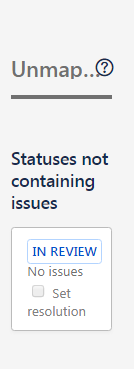 Unmap...
Statuses not
containing
issues
IN REVIEW
No issues
Set
resolution